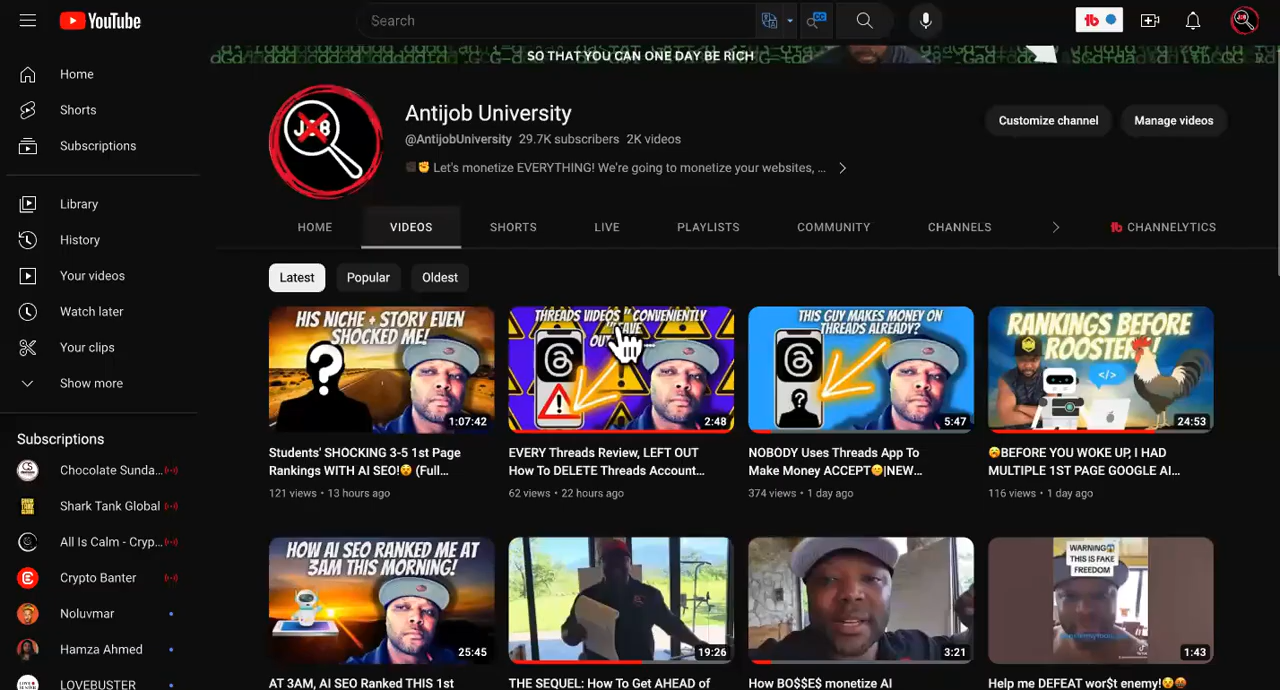 YouTube
Search
CC
tb
SO THAT YOU CAN ONE DAY BE RICH
Home
Shorts
Subscriptions
Library
History
Your videos
Watch later
Your clips
Show more
Subscriptions
Chocolate Sunda...
Shark Tank Global
All Is Calm - Cryp...
Crypto Banter
Noluvmar
Hamza Ahmed
LOVEBUSTER
JOB
Antijob University
@AntijobUniversity 29.7K subscribers 2K videos
✊🏿✊ Let's monetize EVERYTHING! We're going to monetize your websites, ...
Customize channel
Manage videos
HOME VIDEOS SHORTS LIVE PLAYLISTS COMMUNITY CHANNELS tb CHANNELYTICS
Latest Popular Oldest
HIS NICHE + STORY EVEN
SHOCKED ME!
?
1:07:42
Students' SHOCKING 3-5 1st Page
Rankings WITH AI SEO!😯 (Full...
121 views • 13 hours ago
THREADS VIDEOS "CONVENIENTLY
2:48
EVERY Threads Review, LEFT OUT
How To DELETE Threads Account...
62 views • 22 hours ago
THIS GUY MAKES MONEY ON
THREADS ALREADY?
?
5:47
NOBODY Uses Threads App To
Make Money ACCEPT🤫|NEW...
374 views • 1 day ago
RANKINGS BEFORE
ROOSTER!
</>
24:53
🥱BEFORE YOU WOKE UP, I HAD
MULTIPLE 1ST PAGE GOOGLE AI...
116 views • 1 day ago
HOW AI SEO RANKED ME AT
3AM THIS MORNING!
25:45
AT 3AM, AI SEO Ranked THIS 1st
19:26
THE SEQUEL: How To Get AHEAD of
3:21
How BO$$E$ monetize AI
WARNING😱
THIS IS FAKE
FREEDOM
1:43
Help me DEFEAT wor$t enemy!😯🤬